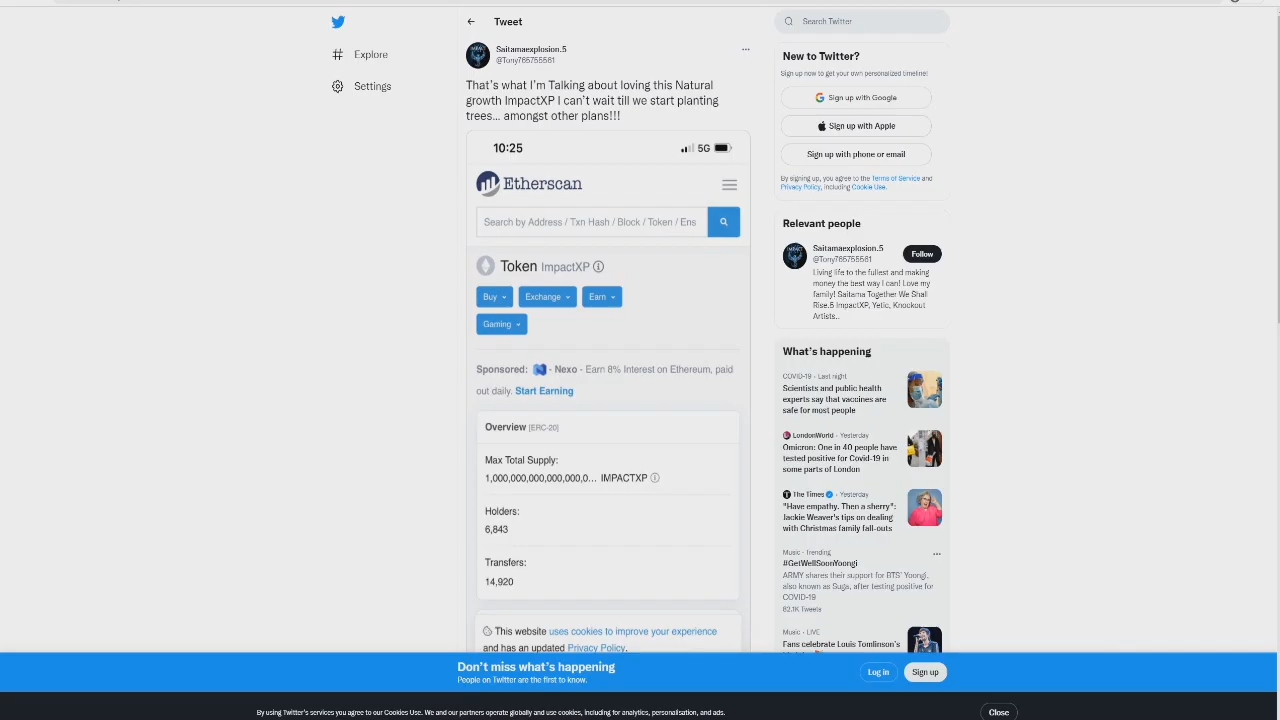 Tweet
Search Twitter
Explore
Settings
Saitamaexplosion.5
@Tony765755561
That's what I'm Talking about loving this Natural
growth ImpactXP I can't wait till we start planting
trees... amongst other plans!!!
10:25
5G
Etherscan
Search by Address / Txn Hash / Block / Token / Ens
Token ImpactXP
Buy
Exchange
Earn
Gaming
Sponsored: - Nexo - Earn 8% Interest on Ethereum, paid
out daily. Start Earning
Overview [ERC-20]
Max Total Supply:
1,000,000,000,000,000,0... IMPACTXP
Holders:
6,843
Transfers:
14,920
This website uses cookies to improve your experience
and has an updated Privacy Policy.
New to Twitter?
Sign up now to get your own personalized timeline!
Sign up with Google
Sign up with Apple
Sign up with phone or email
By signing up, you agree to the Terms of Service and
Privacy Policy, including Cookie Use.
Relevant people
Saitamaexplosion.5
@Tony765755561
Follow
Living life to the fullest and making
money the best way I can! Love my
family! Saitama Together We Shall
Rise.5 ImpactXP, Yetic, Knockout
Artists..
What's happening
COVID-19 · Last night
Scientists and public health
experts say that vaccines are
safe for most people
LondonWorld · Yesterday
Omicron: One in 40 people have
tested positive for Covid-19 in
some parts of London
The Times · Yesterday
"Have empathy. Then a sherry":
Jackie Weaver's tips on dealing
with Christmas family fall-outs
Music · Trending
#GetWellSoonYoongi
ARMY shares their support for BTS' Yoongi,
also known as Suga, after testing positive for
COVID-19
82.1K Tweets
Music · LIVE
Fans celebrate Louis Tomlinson's
Don't miss what's happening
People on Twitter are the first to know.
Log in
Sign up
By using Twitter's services you agree to our Cookies Use. We and our partners operate globally and use cookies, including for analytics, personalisation, and ads.
Close